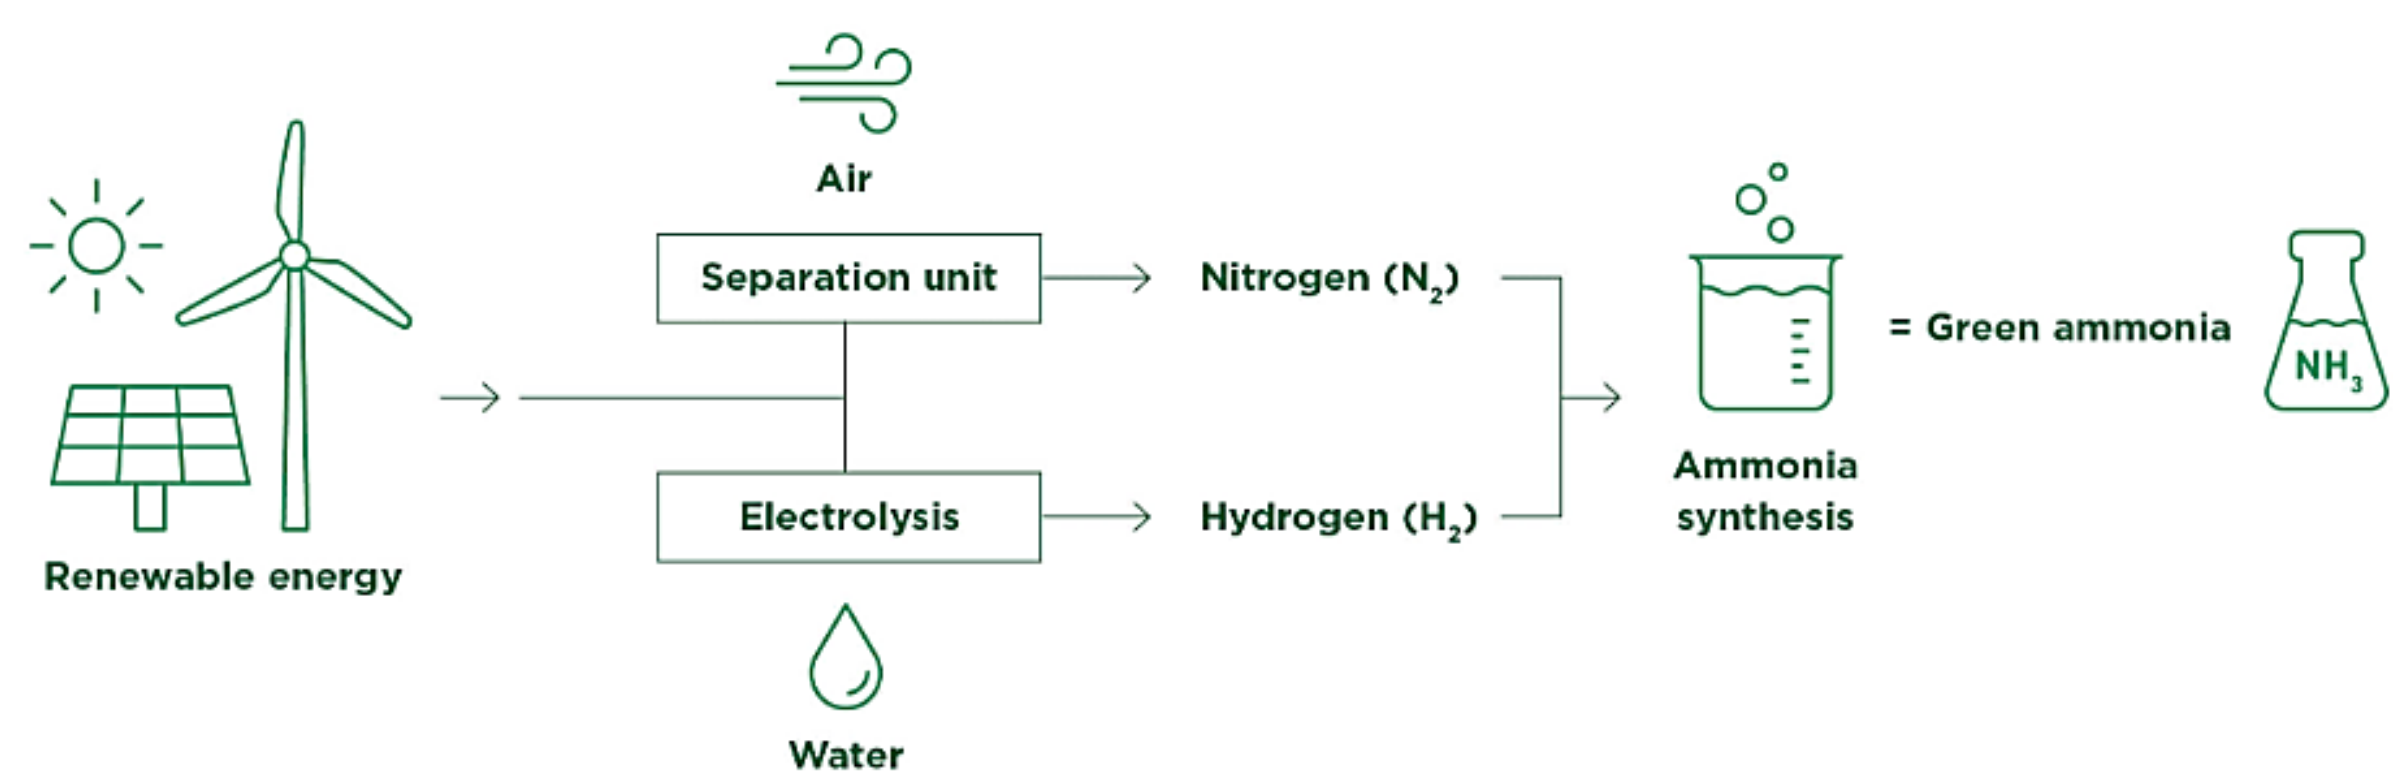 Renewable energy
Air
Separation unit
Electrolysis
Water
Nitrogen (N₂)
Hydrogen (H₂)
Ammonia
synthesis
= Green ammonia
NH₃